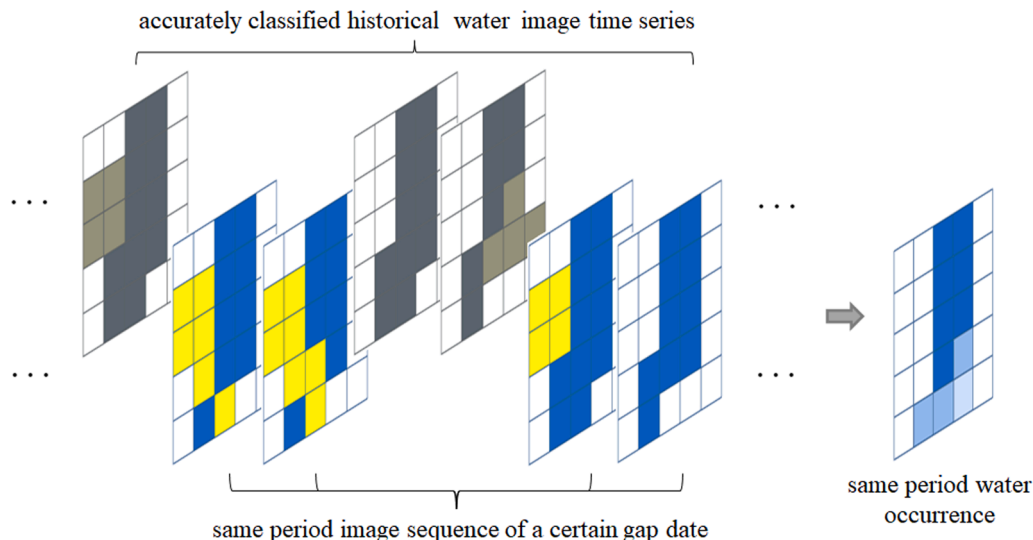 accurately classified historical water image time series
... ...
... ...
same period water
occurrence
same period image sequence of a certain gap date